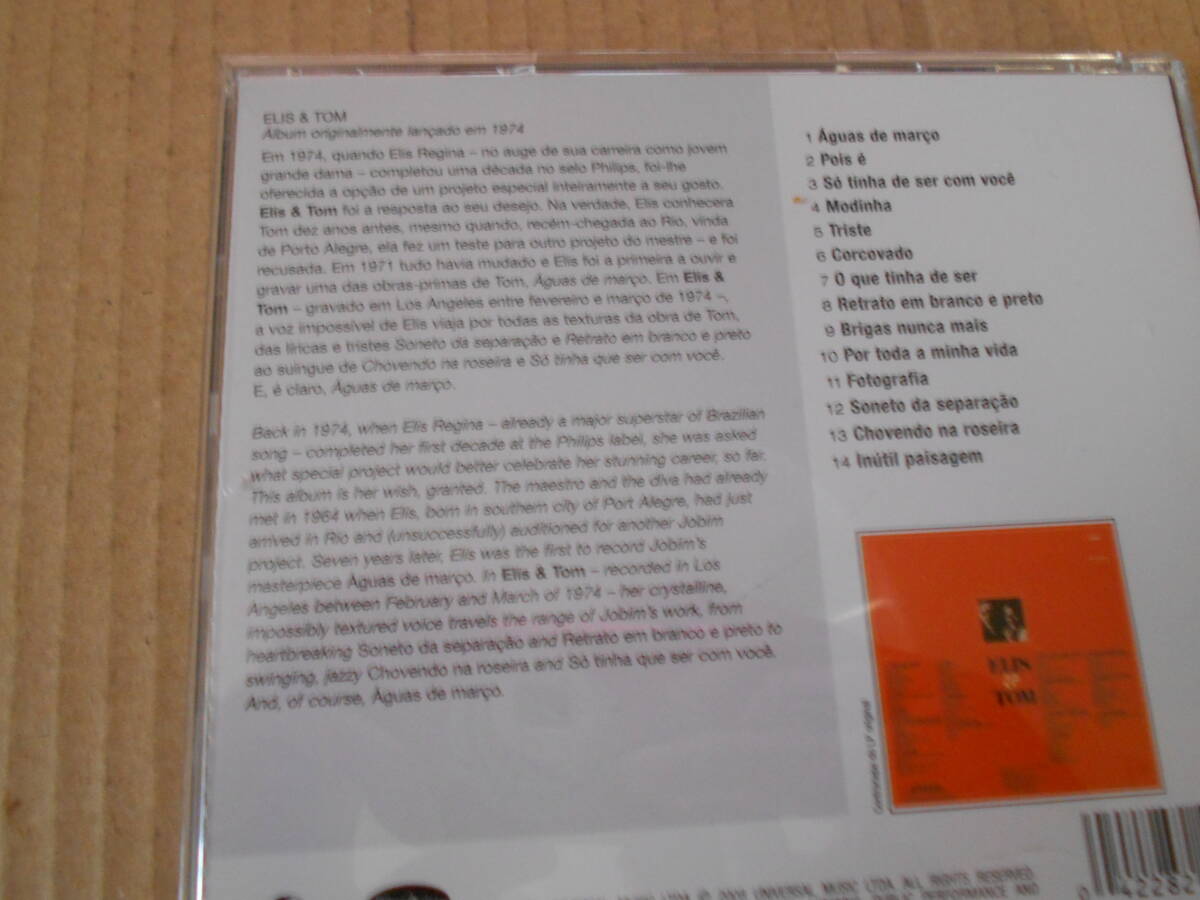 ELIS & TOM
Álbum originalmente lançado em 1974
Em 1974, quando Elis Regina – no auge de sua carreira como jovem
grande dama – completou uma década no selo Philips, foi-lhe
oferecida a opção de um projeto especial inteiramente a seu gosto.
Elis & Tom foi a resposta ao seu desejo. Na verdade, Elis conhecera
Tom dez anos antes, mesmo quando, recém-chegada ao Rio, vinda
de Porto Alegre, ela fez um teste para outro projeto do mestre – e foi
recusada. Em 1971 tudo havia mudado e Elis foi a primeira a ouvir e
gravar uma das obras-primas de Tom, Águas de março. Em Elis &
Tom – gravado em Los Angeles entre fevereiro e março de 1974 –,
a voz impossível de Elis viaja por todas as texturas da obra de Tom,
das líricas e tristes Soneto da separação e Retrato em branco e preto
ao suingue de Chovendo na roseira e Só tinha que ser com você.
E, é claro, Águas de março.
Back in 1974, when Elis Regina – already a major superstar of Brazilian
song – completed her first decade at the Philips label, she was asked
what special project would better celebrate her stunning career, so far.
This album is her wish, granted. The maestro and the diva had already
met in 1964 when Elis, born in southern city of Port Alegre, had just
arrived in Rio and (unsuccessfully) auditioned for another Jobim
project. Seven years later, Elis was the first to record Jobim's
masterpiece Águas de março. In Elis & Tom – recorded in Los
Angeles between February and March of 1974 – her crystalline,
impossibly textured voice travels the range of Jobim's work, from
heartbreaking Soneto da separação and Retrato em branco e preto to
swinging, jazzy Chovendo na roseira and Só tinha que ser com você.
And, of course, Águas de março.
1 Águas de março
2 Pois é
3 Só tinha de ser com você
4 Modinha
5 Triste
6 Corcovado
7 O que tinha de ser
8 Retrato em branco e preto
9 Brigas nunca mais
10 Por toda a minha vida
11 Fotografia
12 Soneto da separação
13 Chovendo na roseira
14 Inútil paisagem
ELIS
&
TOM
Contracapa do LP original
2008 UNIVERSAL MUSIC LTDA. ALL RIGHTS RESERVED.
PUBLIC PERFORMANCE AND
0 42282